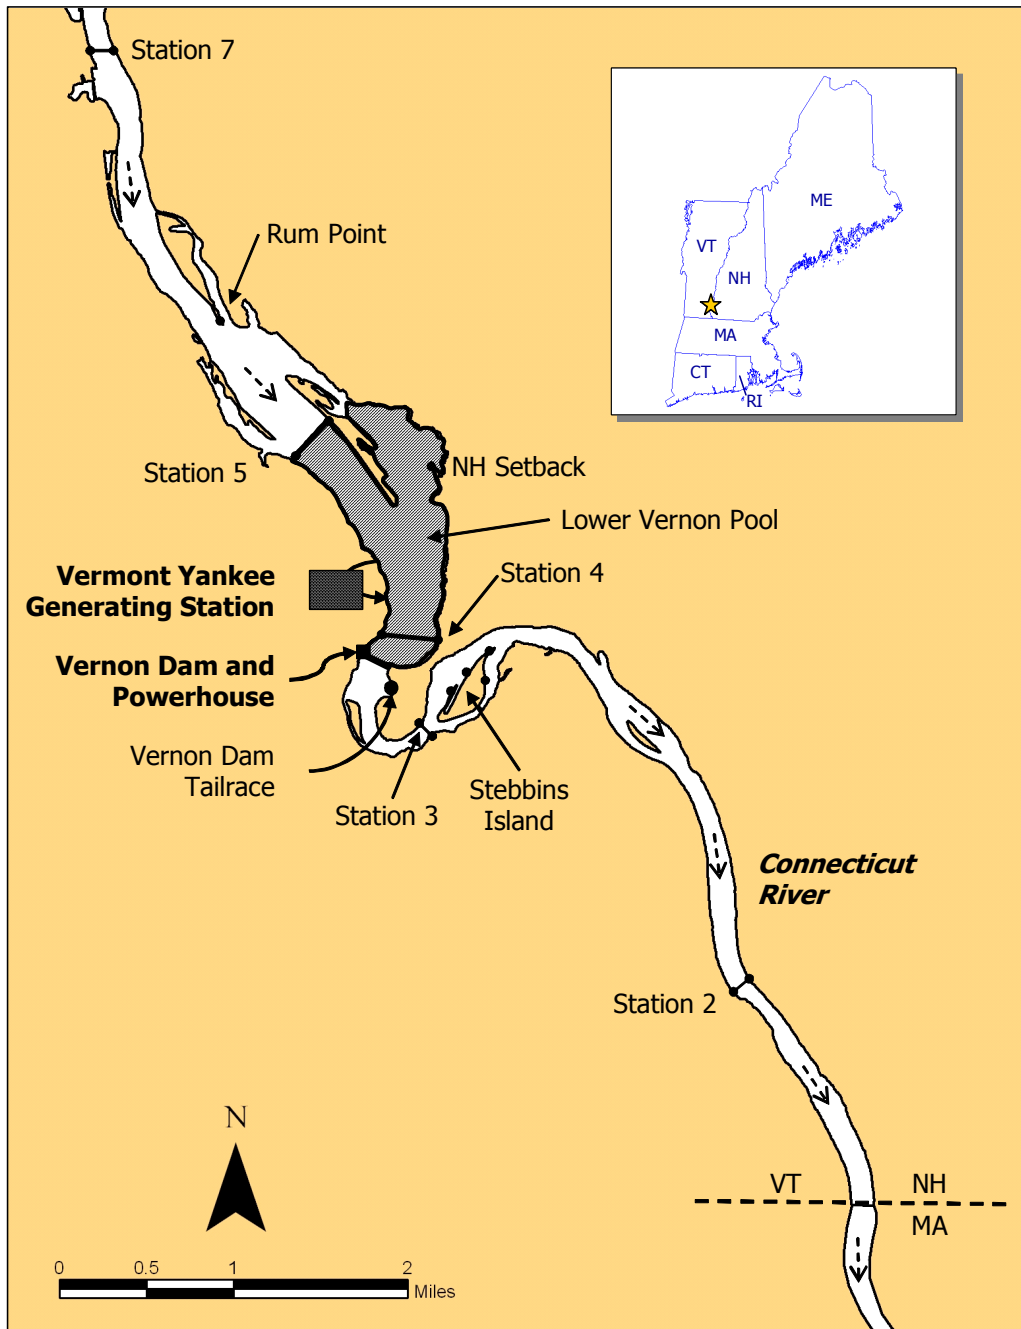 Station 7
ME
Rum Point
VT
NH
MA
CT
RI
Station 5
NH Setback
Lower Vernon Pool
Vermont Yankee
Generating Station
Station 4
Vernon Dam and
Powerhouse
Vernon Dam
Tailrace
Station 3
Stebbins
Island
Connecticut
River
Station 2
N
VT
NH
MA
0
0.5
1
2
Miles